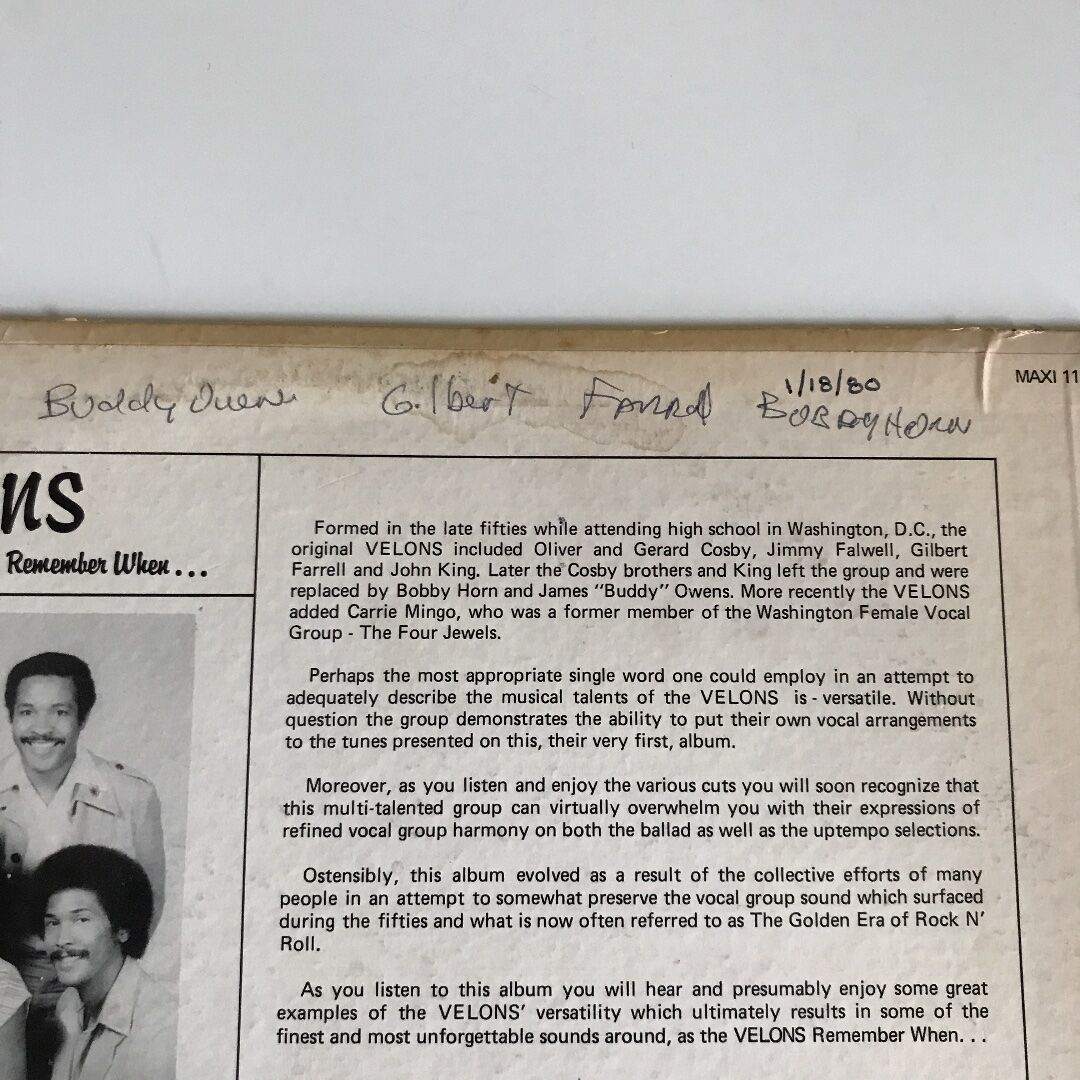 1/18/80
MAXI 11
Buddy Owens Gilbert Farrell BOBBY HORN
NS
Remember When...
Formed in the late fifties while attending high school in Washington, D.C., the
original VELONS included Oliver and Gerard Cosby, Jimmy Falwell, Gilbert
Farrell and John King. Later the Cosby brothers and King left the group and were
replaced by Bobby Horn and James "Buddy" Owens. More recently the VELONS
added Carrie Mingo, who was a former member of the Washington Female Vocal
Group - The Four Jewels.
Perhaps the most appropriate single word one could employ in an attempt to
adequately describe the musical talents of the VELONS is - versatile. Without
question the group demonstrates the ability to put their own vocal arrangements
to the tunes presented on this, their very first, album.
Moreover, as you listen and enjoy the various cuts you will soon recognize that
this multi-talented group can virtually overwhelm you with their expressions of
refined vocal group harmony on both the ballad as well as the uptempo selections.
Ostensibly, this album evolved as a result of the collective efforts of many
people in an attempt to somewhat preserve the vocal group sound which surfaced
during the fifties and what is now often referred to as The Golden Era of Rock N'
Roll.
As you listen to this album you will hear and presumably enjoy some great
examples of the VELONS' versatility which ultimately results in some of the
finest and most unforgettable sounds around, as the VELONS Remember When...